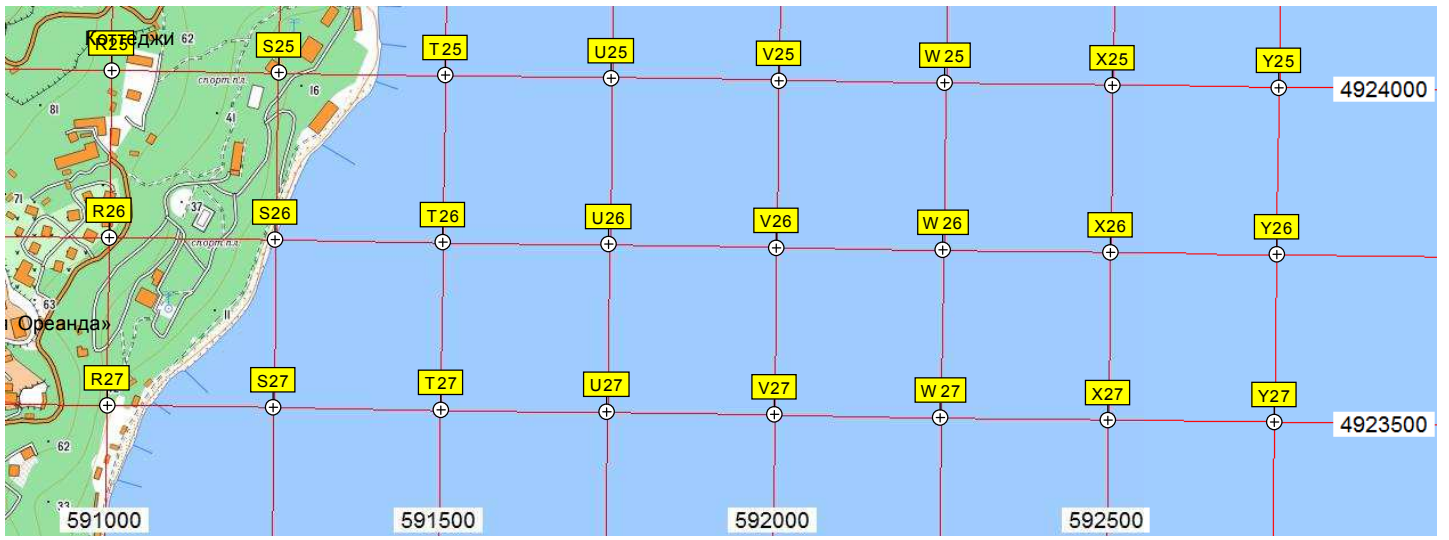 Коттеджи
R25
S25
T25
U25
V25
W25
X25
Y25
62
спорт.пл.
16
4924000
81
41
71
R26
S26
T26
U26
V26
W26
X26
Y26
37
спорт.пл.
63
11
Ореанда»
R27
S27
T27
U27
V27
W27
X27
Y27
4923500
62
33
591000
591500
592000
592500